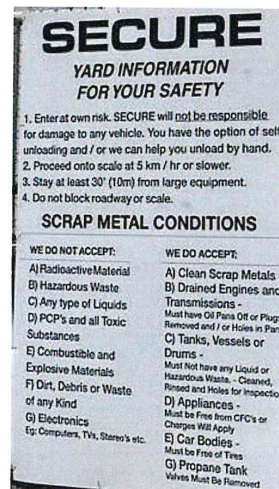 SECURE
YARD INFORMATION
FOR YOUR SAFETY
1. Enter at own risk. SECURE will not be responsible
for damage to any vehicle. You have the option of self
unloading and / or we can help you unload by hand.
2. Proceed onto scale at 5 km / hr or slower.
3. Stay at least 30' (10m) from large equipment.
4. Do not block roadway or scale.
SCRAP METAL CONDITIONS
WE DO NOT ACCEPT:
A) Radioactive Material
B) Hazardous Waste
C) Any type of Liquids
D) PCP's and all Toxic
Substances
E) Combustible and
Explosive Materials
F) Dirt, Debris or Waste
of any Kind
G) Electronics
Eg: Computers, TVs, Stereo's etc.
WE DO ACCEPT:
A) Clean Scrap Metals
B) Drained Engines and
Transmissions -
Must have Oil Pans Off or Plugs
Removed and / or Holes in Pan
C) Tanks, Vessels or
Drums -
Must Not have any Liquid or
Hazardous Waste. - Cleaned,
Rinsed and Holes for Inspectio
D) Appliances -
Must be Free from CFC's or
Charges Will Apply
E) Car Bodies -
Must be Free of Tires
G) Propane Tank
Valves Must Be Removed